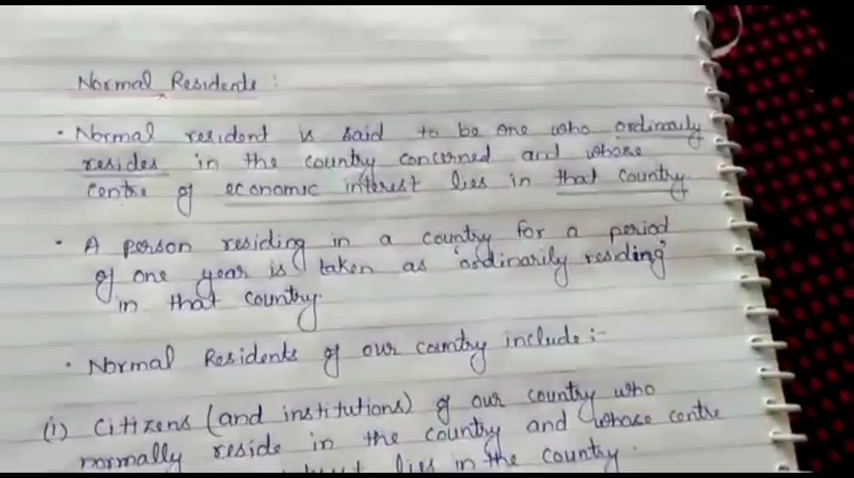 Normal Residents :
• Normal resident is said to be one who ordinarily
resides in the country concerned and whose
centre of economic interest lies in that country.
• A person residing in a country for a period
of one year is taken as 'ordinarily residing'
in that country.
• Normal Residents of our country include :-
(i) Citizens (and institutions) of our country who
normally reside in the country and whose centre
lies in the country.